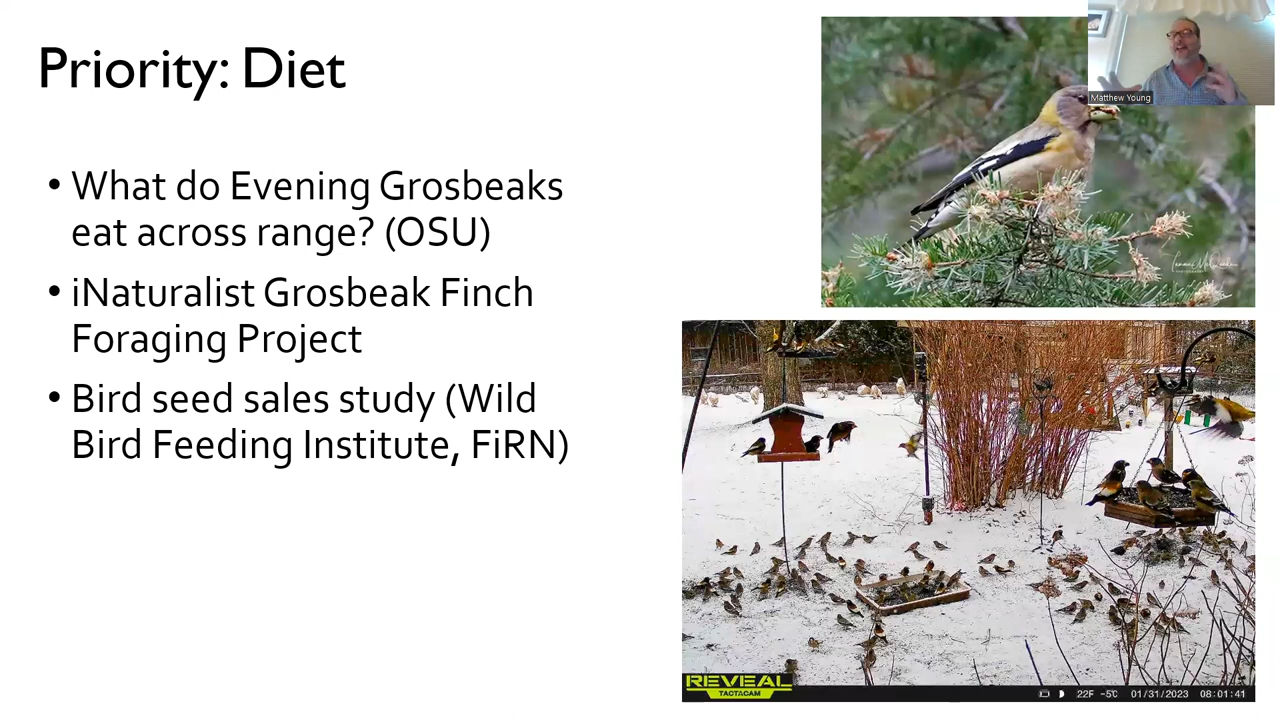 Priority: Diet
Matthew Young
• What do Evening Grosbeaks
eat across range? (OSU)
• iNaturalist Grosbeak Finch
Foraging Project
• Bird seed sales study (Wild
Bird Feeding Institute, FiRN)
REVEAL
TACTACAM
22F -5°C 01/31/2023 08:01:41